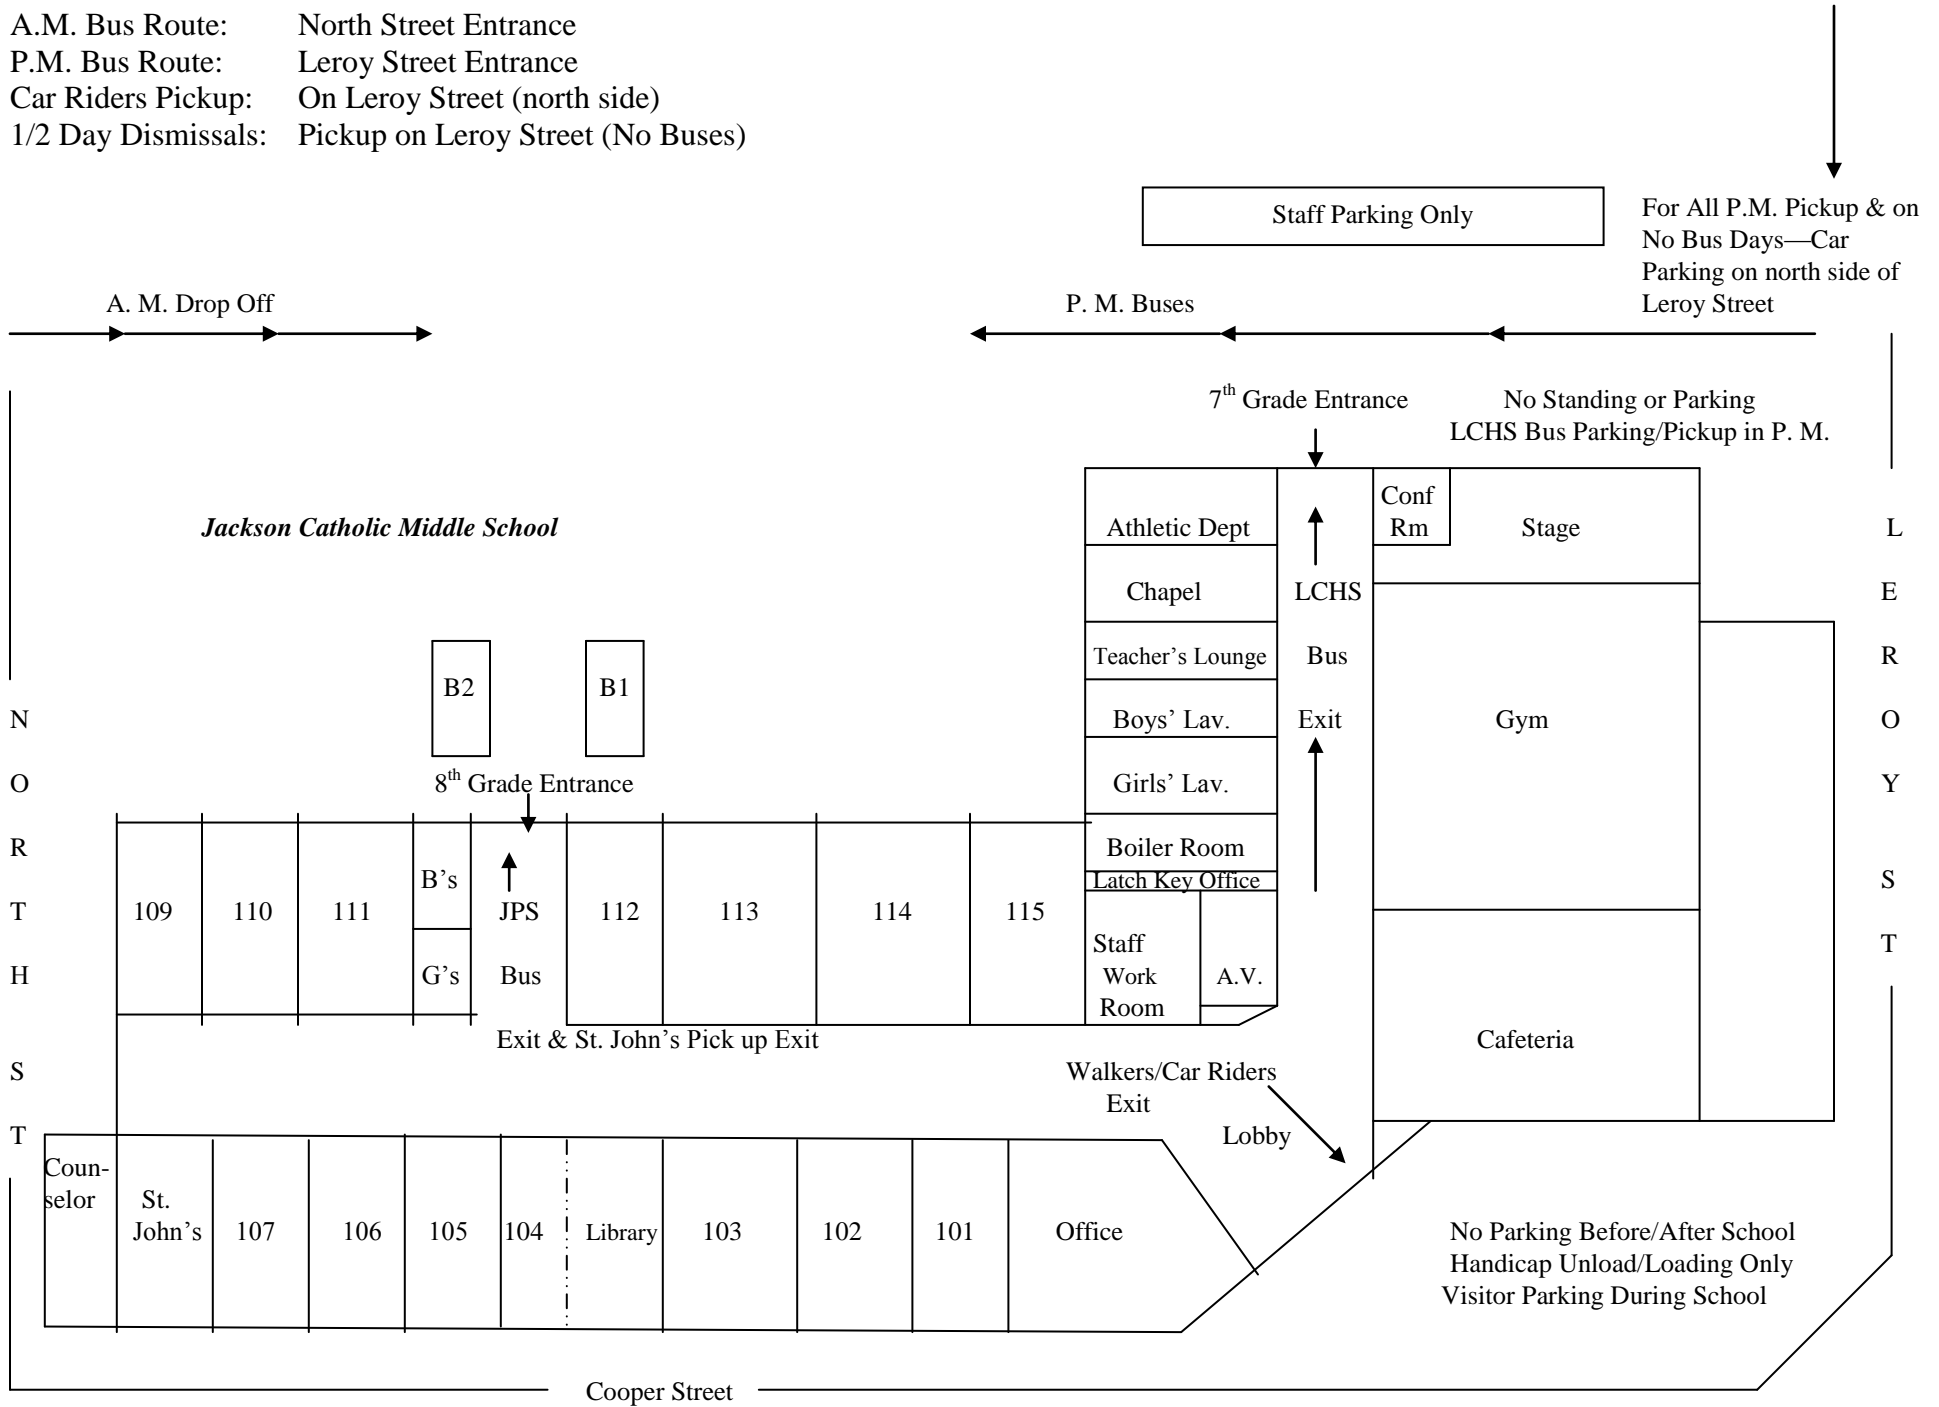 A.M. Bus Route: North Street Entrance
P.M. Bus Route: Leroy Street Entrance
Car Riders Pickup: On Leroy Street (north side)
1/2 Day Dismissals: Pickup on Leroy Street (No Buses)
Staff Parking Only
For All P.M. Pickup & on
No Bus Days—Car
Parking on north side of
Leroy Street
A. M. Drop Off
P. M. Buses
7th Grade Entrance
No Standing or Parking
LCHS Bus Parking/Pickup in P. M.
Jackson Catholic Middle School
Athletic Dept
Chapel
Teacher's Lounge
Boys' Lav.
Girls' Lav.
Boiler Room
Latch Key Office
Staff
Work
Room
A.V.
LCHS
Bus
Exit
Conf
Rm
Stage
Gym
Cafeteria
LEROY ST
NORTH ST
B2
B1
8th Grade Entrance
109
110
111
B's
G's
JPS
Bus
Exit & St. John's Pick up Exit
112
113
114
115
Walkers/Car Riders
Exit
Lobby
Coun-
selor
St.
John's
107
106
105
104
Library
103
102
101
Office
No Parking Before/After School
Handicap Unload/Loading Only
Visitor Parking During School
Cooper Street